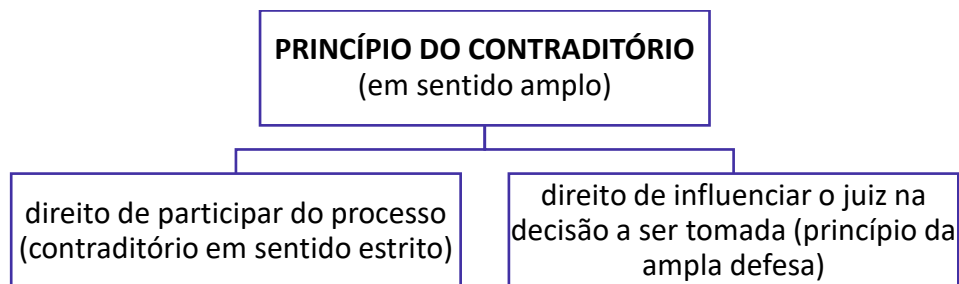 PRINCÍPIO DO CONTRADITÓRIO
(em sentido amplo)
direito de participar do processo
(contraditório em sentido estrito)
direito de influenciar o juiz na
decisão a ser tomada (princípio da
ampla defesa)